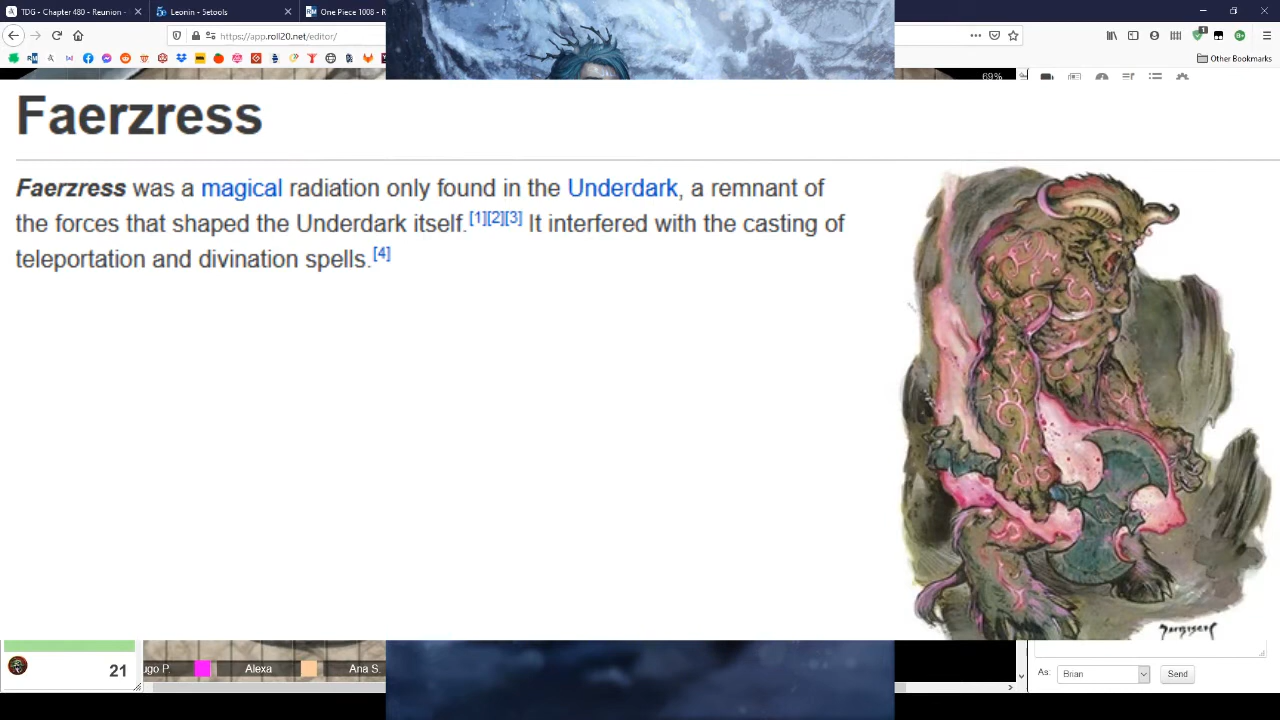 TDG - Chapter 480 - Reunion -
Leonin - 5etools
One Piece 1008 - R
https://app.roll20.net/editor/
Other Bookmarks
69%
Faerzress
Faerzress was a magical radiation only found in the Underdark, a remnant of
the forces that shaped the Underdark itself.[1][2][3] It interfered with the casting of
teleportation and divination spells.[4]
21
ugo P.
Alexa
Ana S.
As:
Brian
Send